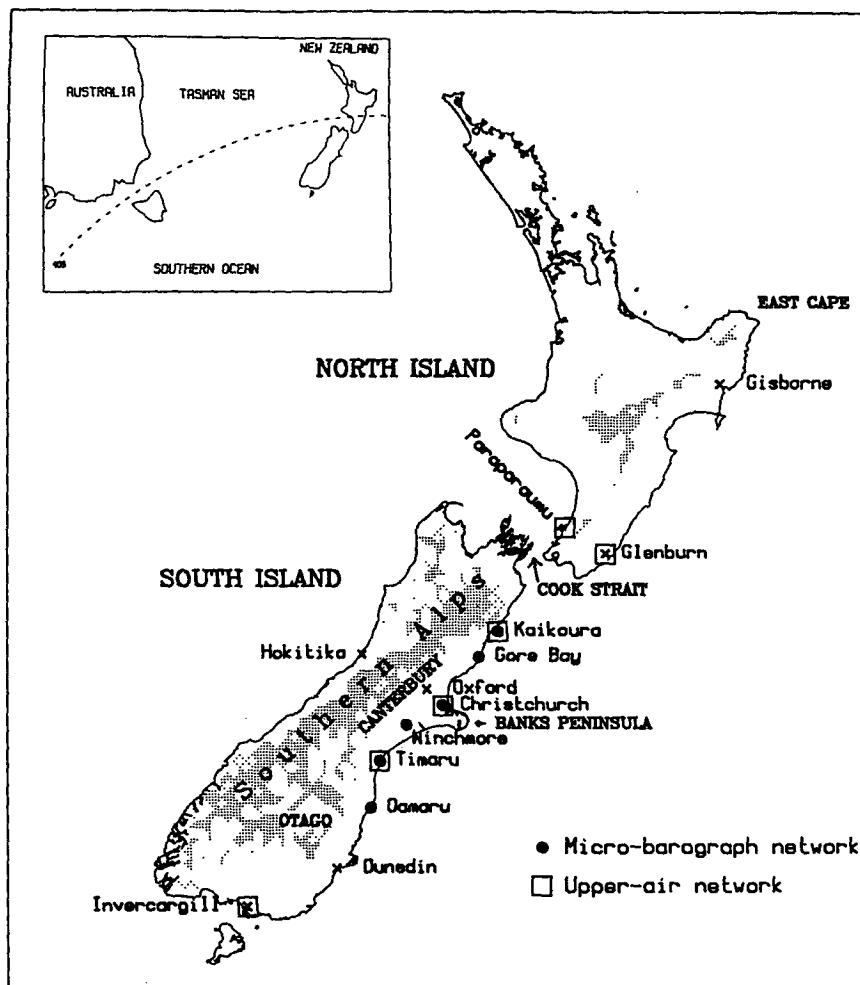 NEW ZEALAND
AUSTRALIA
TASMAN SEA
SOUTHERN OCEAN
EAST CAPE
NORTH ISLAND
Gisborne
Paraparaumu
Glenburn
SOUTH ISLAND
COOK STRAIT
Southern Alps
Kaikoura
Hokitika
Gore Bay
CANTERBURY
Oxford
Christchurch
BANKS PENINSULA
Winchmore
Timaru
OTAGO
Oamaru
Dunedin
Micro-barograph network
Invercargill
Upper-air network